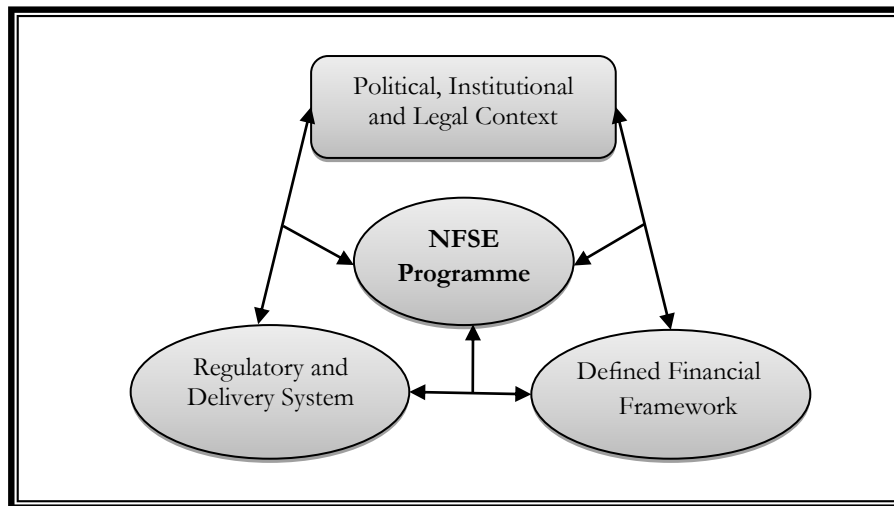 Political, Institutional
and Legal Context
NFSE
Programme
Regulatory and
Delivery System
Defined Financial
Framework